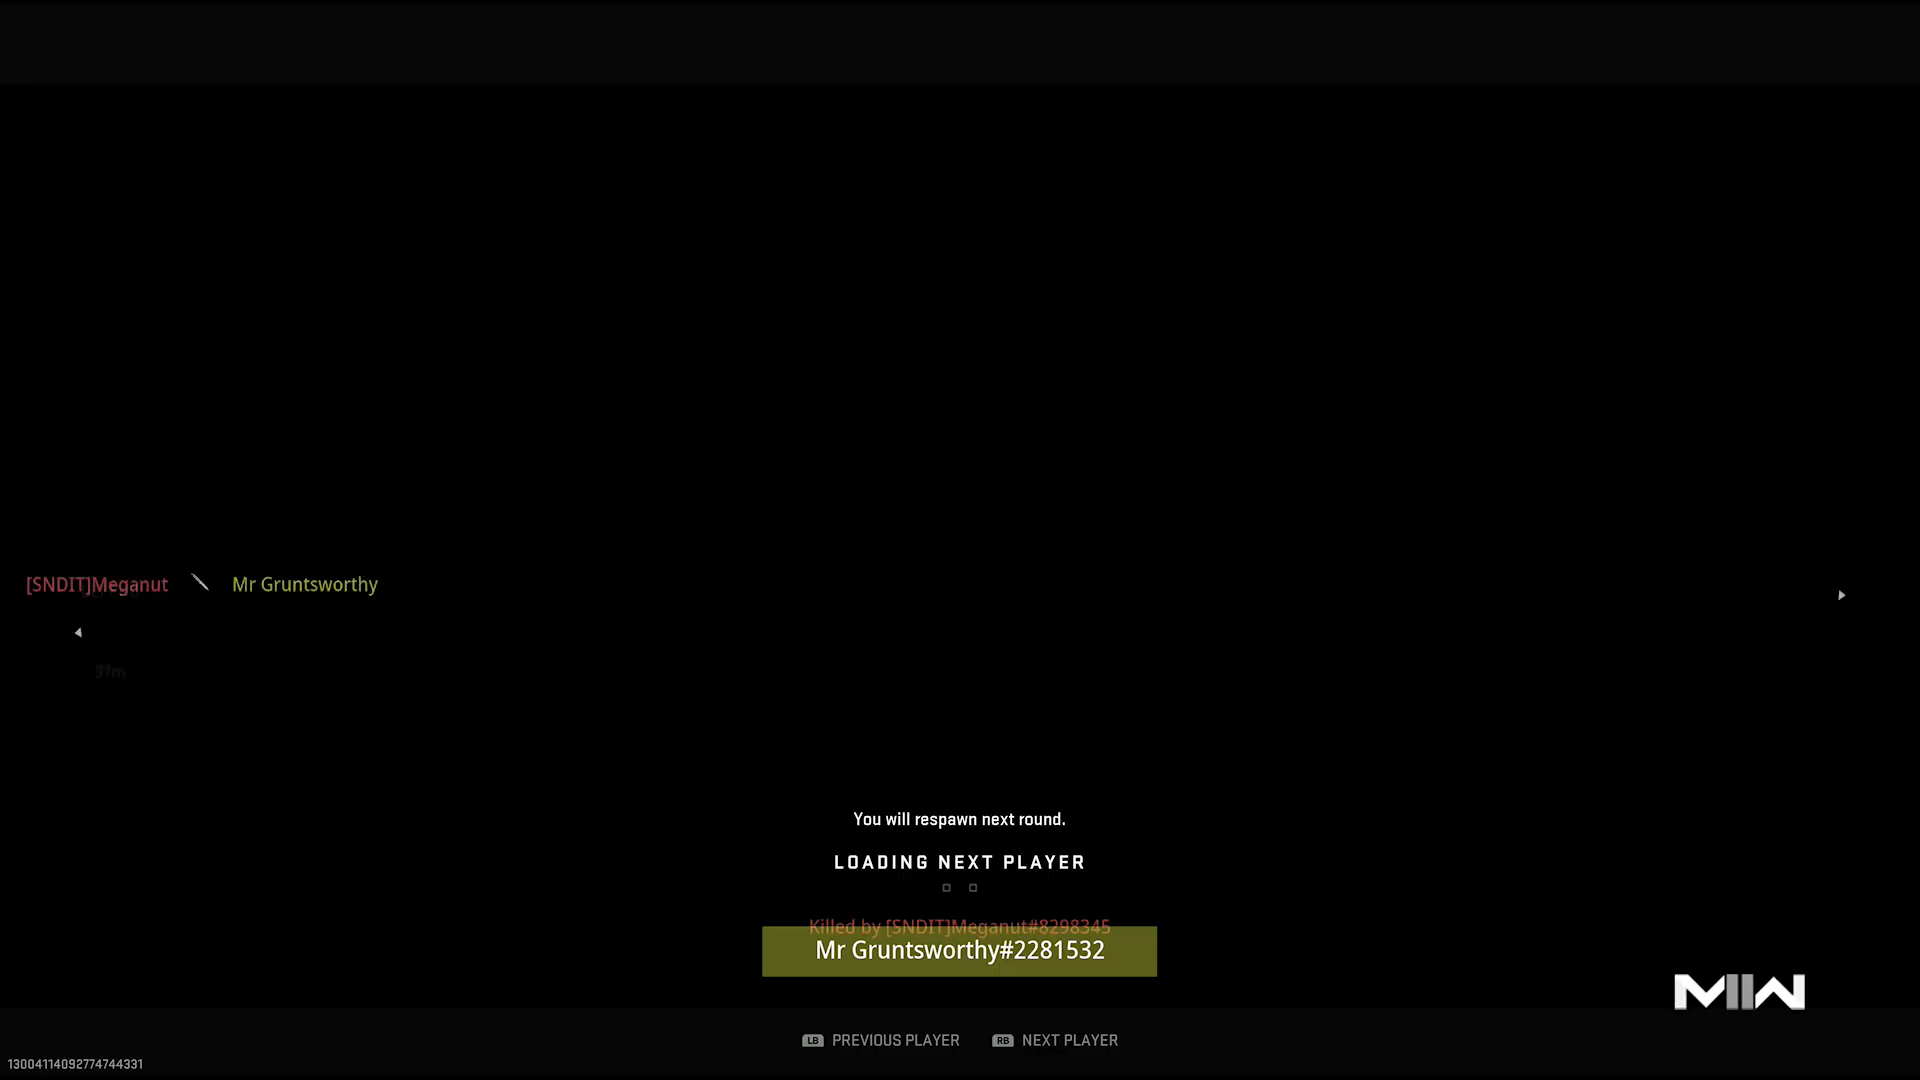 [SNDIT]Meganut Mr Gruntsworthy
You will respawn next round.
LOADING NEXT PLAYER
Killed by [SNDIT]Meganut#8298345
Mr Gruntsworthy#2281532
MIIW
LB PREVIOUS PLAYER RB NEXT PLAYER
13004114092774744331